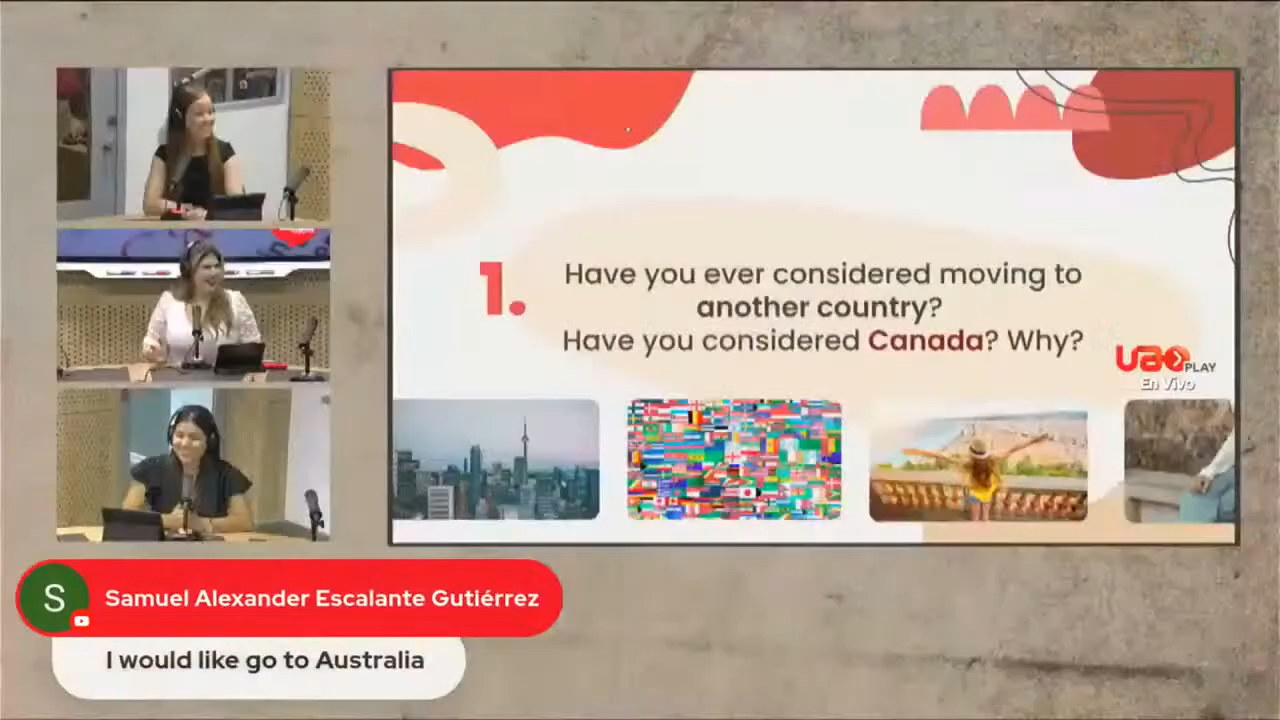 1.
Have you ever considered moving to
another country?
Have you considered Canada? Why?
uao PLAY
En Vivo
S
Samuel Alexander Escalante Gutiérrez
I would like go to Australia